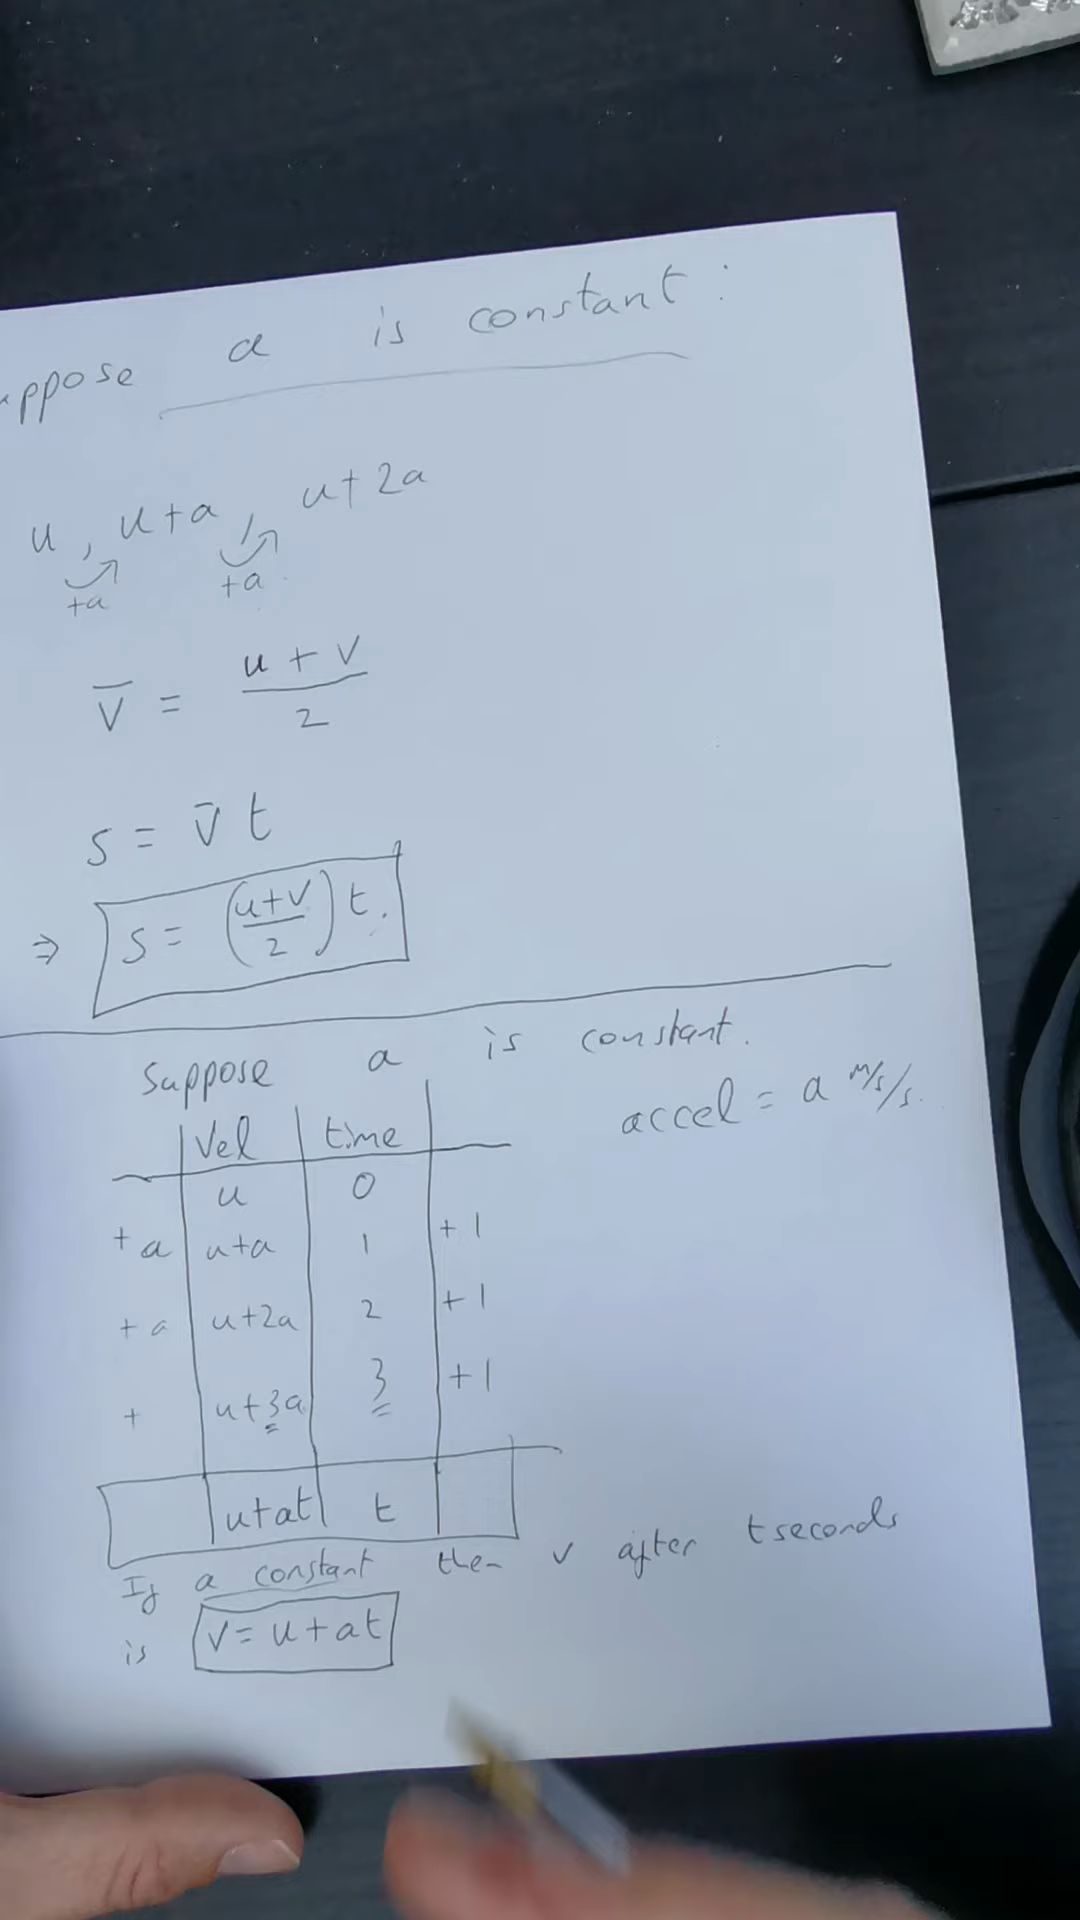 uppose a is constant:
u, u+a, u+2a
+a +a
v̅ = u+v/2
s = v̅ t
⇒ s = (u+v/2) t.
Suppose a is constant.
accel = a m/s/s.
Vel time
u 0
+a u+a 1 +1
+a u+2a 2 +1
+ u+3a 3 +1
u+at t
If a constant then v after t seconds
is v = u+at